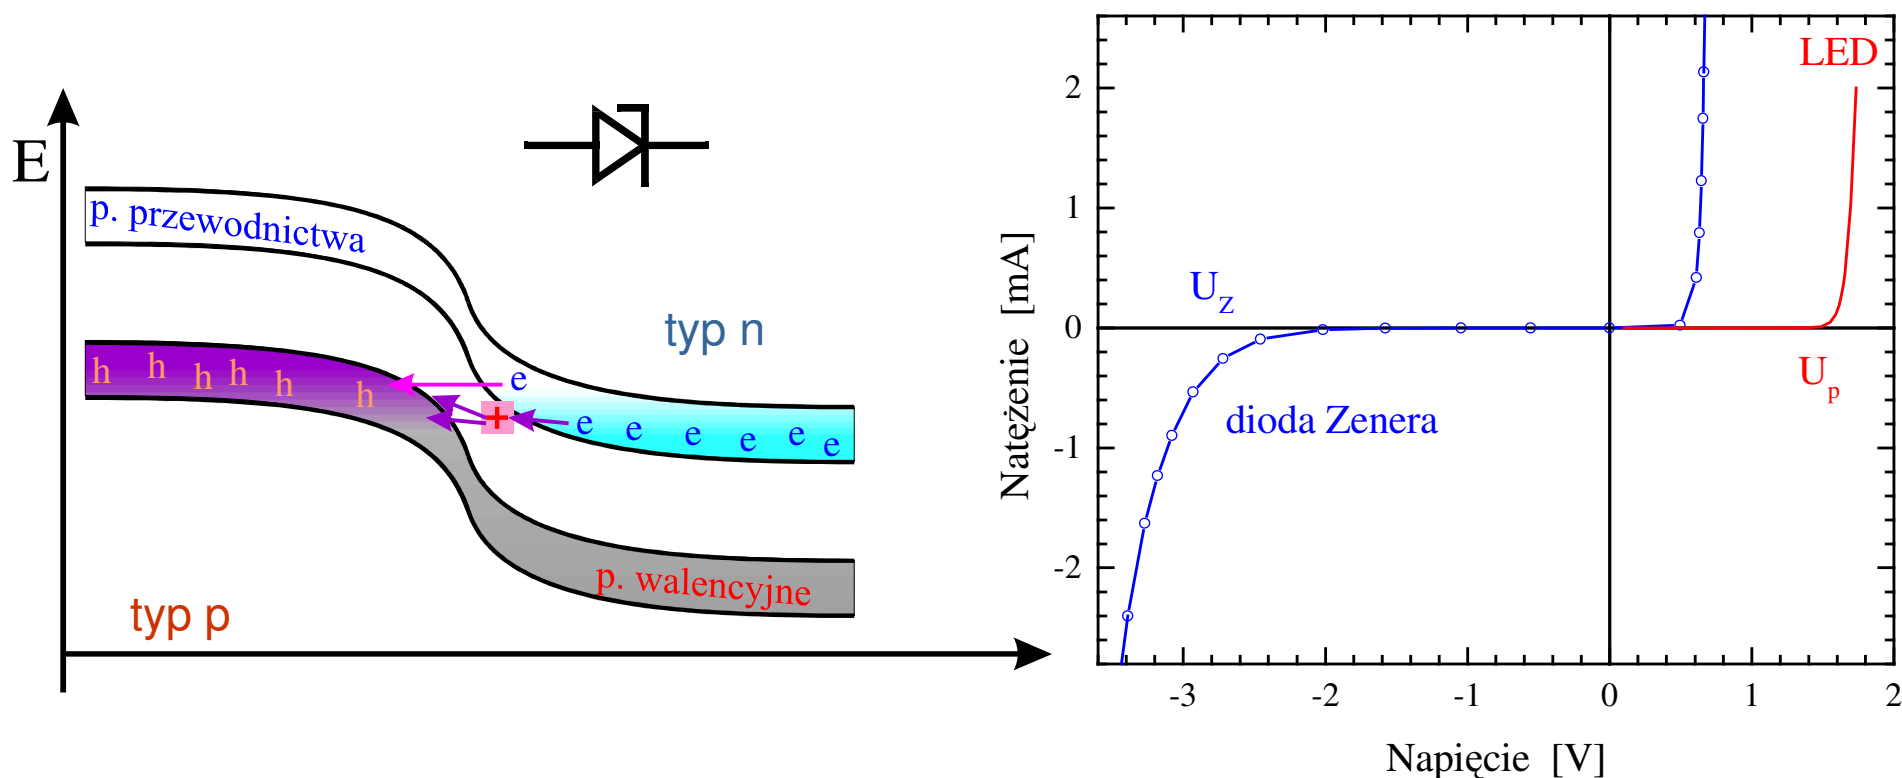 E
p. przewodnictwa
typ n
h h h h h h
e
+
e e e e e e
p. walencyjne
typ p
LED
2
1
U_Z
0
U_p
dioda Zenera
-1
-2
Natężenie [mA]
-3 -2 -1 0 1 2
Napięcie [V]